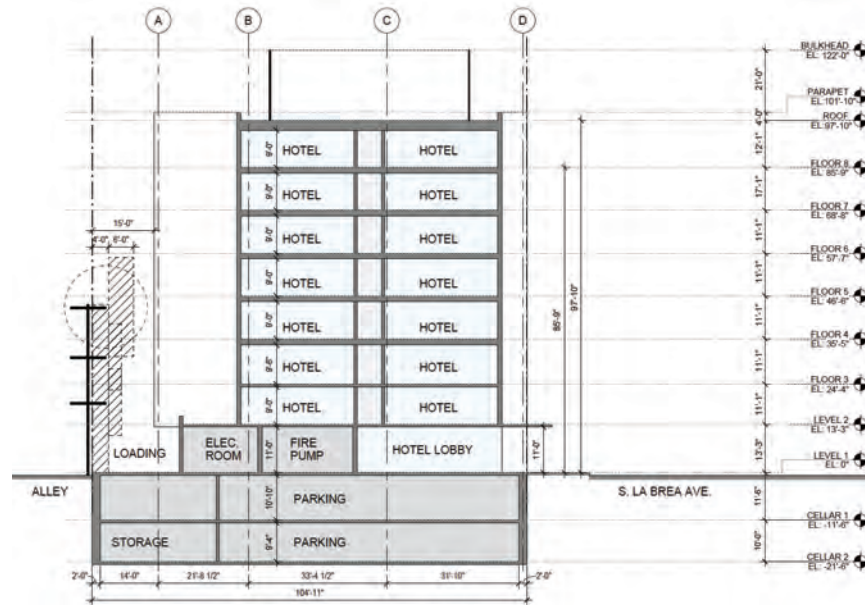 A
B
C
D
BULKHEAD
EL: 122'-0"
21'-0"
PARAPET
EL:101'-10"
4'-0"
ROOF
EL:97'-10"
12'-1"
9'-0"
HOTEL
HOTEL
FLOOR 8
EL: 85'-9"
17'-1"
9'-0"
HOTEL
HOTEL
FLOOR 7
EL: 68'-8"
15'-0"
4'-0"
6'-0"
9'-0"
HOTEL
HOTEL
11'-1"
FLOOR 6
EL: 57'-7"
9'-0"
HOTEL
HOTEL
11'-1"
FLOOR 5
EL: 46'-6"
97'-10"
85'-9"
9'-0"
HOTEL
HOTEL
11'-1"
FLOOR 4
EL: 35'-5"
9'-6"
HOTEL
HOTEL
11'-1"
FLOOR 3
EL: 24'-4"
9'-0"
HOTEL
HOTEL
11'-1"
LEVEL 2
EL: 13'-3"
LOADING
ELEC.
ROOM
11'-0"
FIRE
PUMP
HOTEL LOBBY
11'-0"
13'-3"
LEVEL 1
EL: 0"
ALLEY
S. LA BREA AVE.
10'-10"
PARKING
11'-6"
CELLAR 1
EL: -11'-6"
STORAGE
9'-4"
PARKING
10'-0"
CELLAR 2
EL: -21'-6"
2'-0"
14'-0"
21'-8 1/2"
33'-4 1/2"
31'-10"
2'-0"
104'-11"